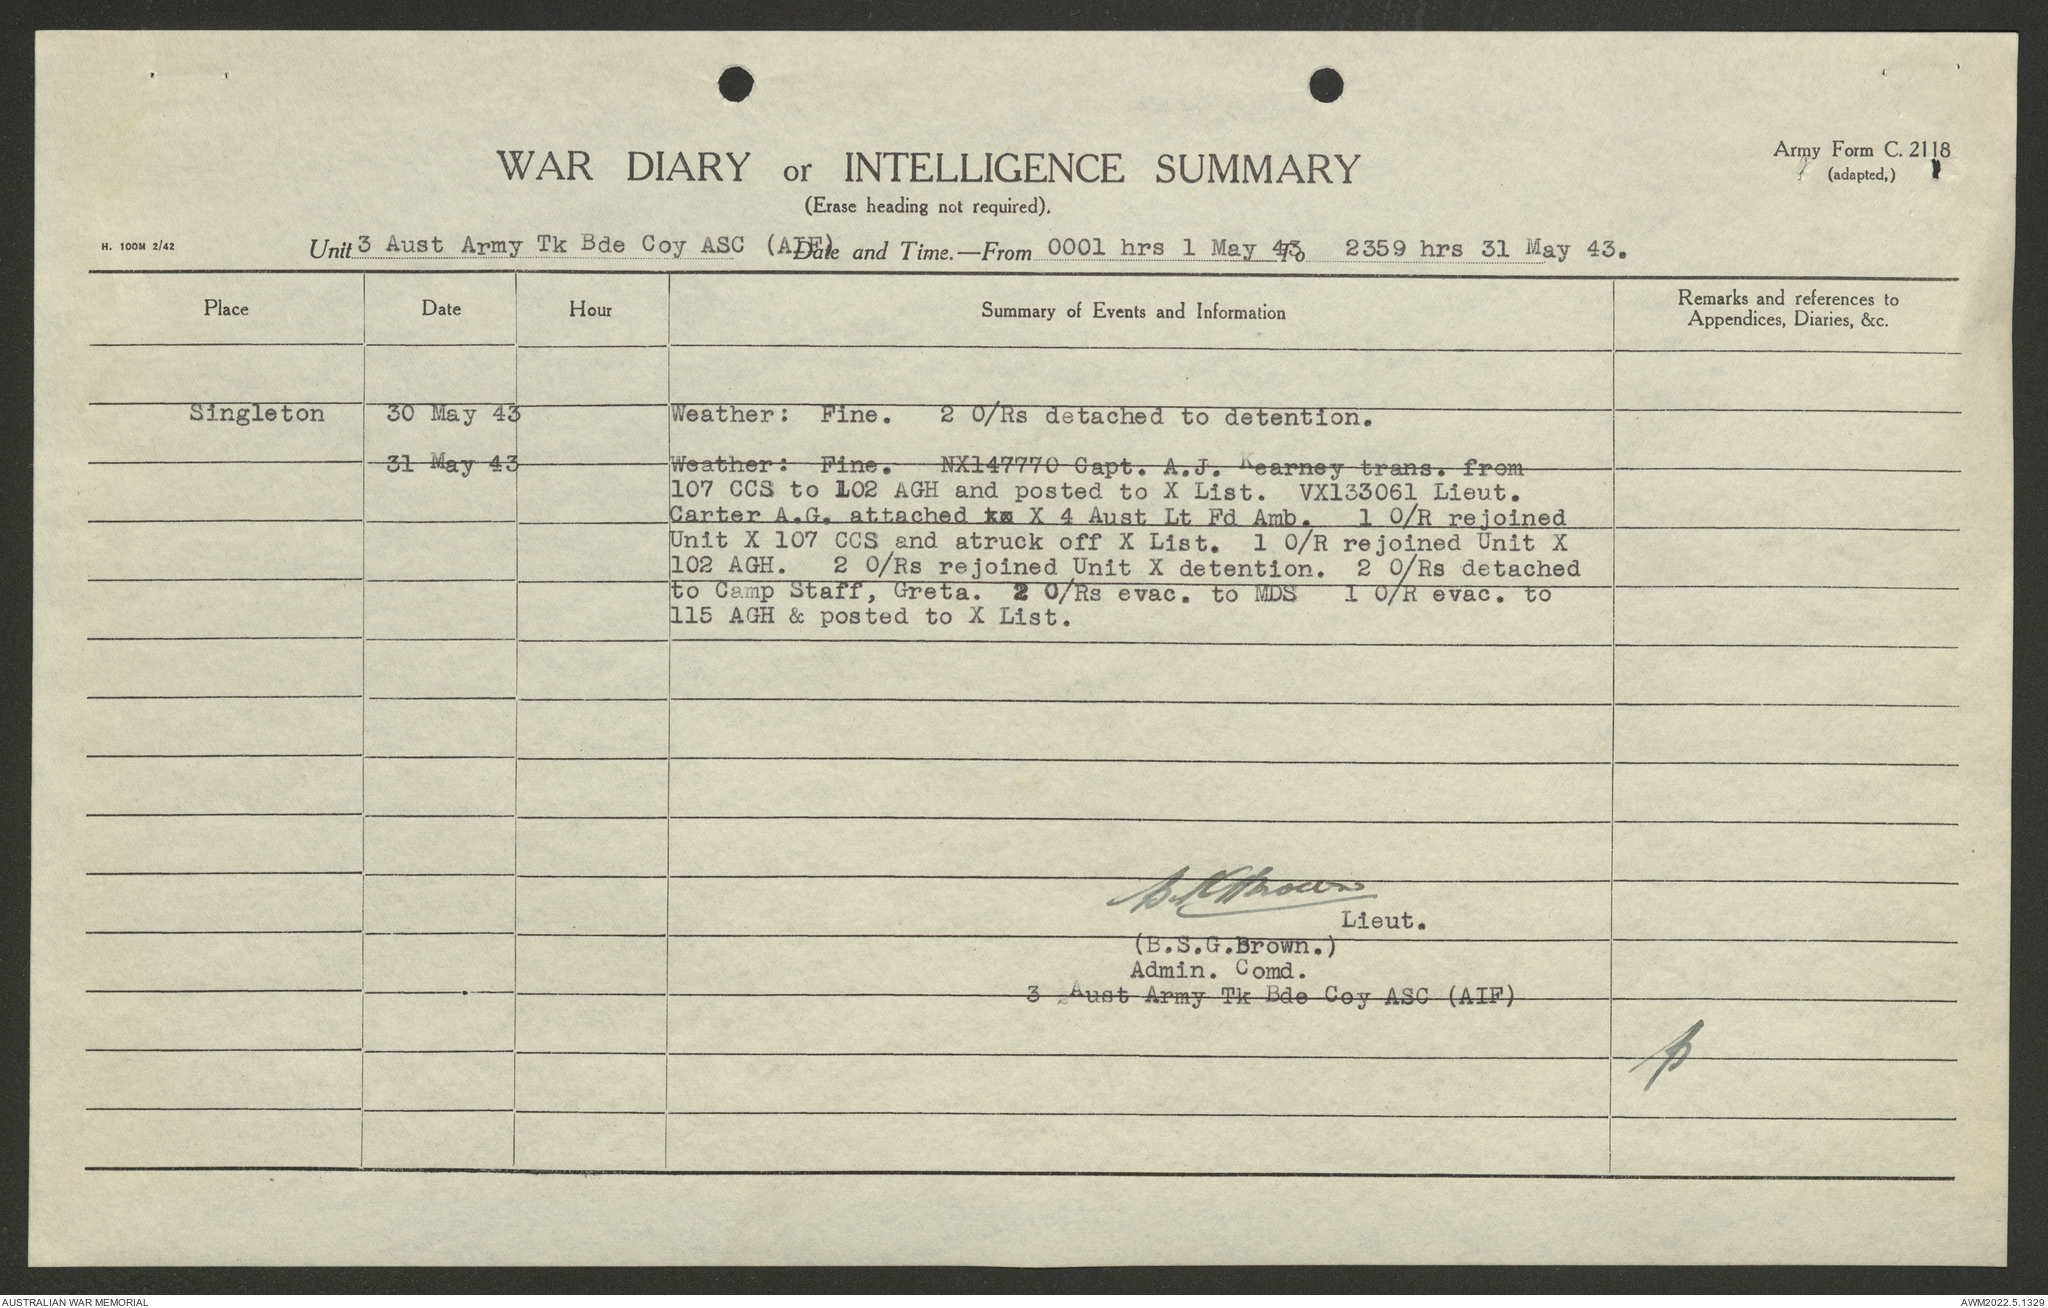 WAR DIARY or INTELLIGENCE SUMMARY
(Erase heading not required).
Army Form C. 2118
(adapted,)
H. 100M 2/42
Unit 3 Aust Army Tk Bde Coy ASC (AIF) Date and Time.—From 0001 hrs 1 May 43 To 2359 hrs 31 May 43.
Place Date Hour Summary of Events and Information Remarks and references to
Appendices, Diaries, &c.
Singleton 30 May 43 Weather: Fine. 2 O/Rs detached to detention.
31 May 43 Weather: Fine. NX147770 Capt. A.J. Kearney trans. from
107 CCS to 102 AGH and posted to X List. VX133061 Lieut.
Carter A.G. attached X 4 Aust Lt Fd Amb. 1 O/R rejoined
Unit X 107 CCS and atruck off X List. 1 O/R rejoined Unit X
102 AGH. 2 O/Rs rejoined Unit X detention. 2 O/Rs detached
to Camp Staff, Greta. 2 O/Rs evac. to MDS 1 O/R evac. to
115 AGH & posted to X List.
Lieut.
(B.S.G.Brown.)
Admin. Comd.
3 Aust Army Tk Bde Coy ASC (AIF)
AUSTRALIAN WAR MEMORIAL
AWM2022.5.1329